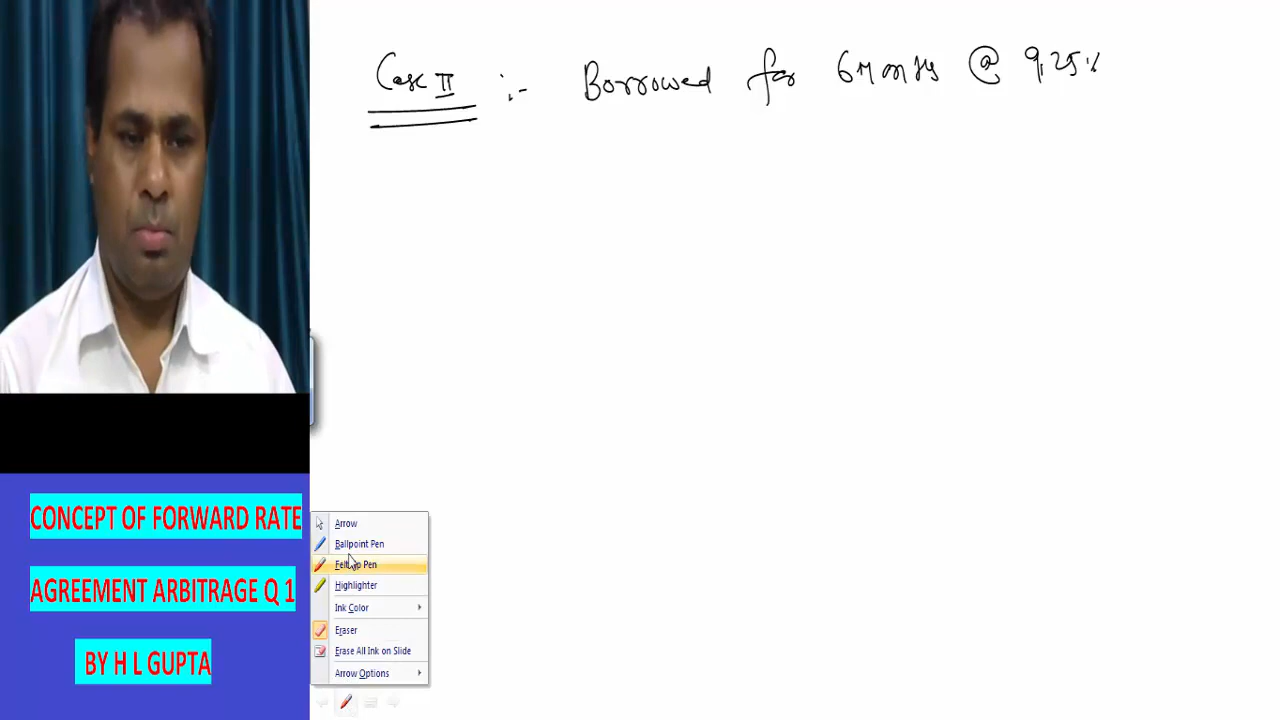 Case II :- Borrowed for 6 Months @ 9.25%
CONCEPT OF FORWARD RATE
AGREEMENT ARBITRAGE Q 1
BY H L GUPTA
Arrow
Ballpoint Pen
Felt Tip Pen
Highlighter
Ink Color
Eraser
Erase All Ink on Slide
Arrow Options